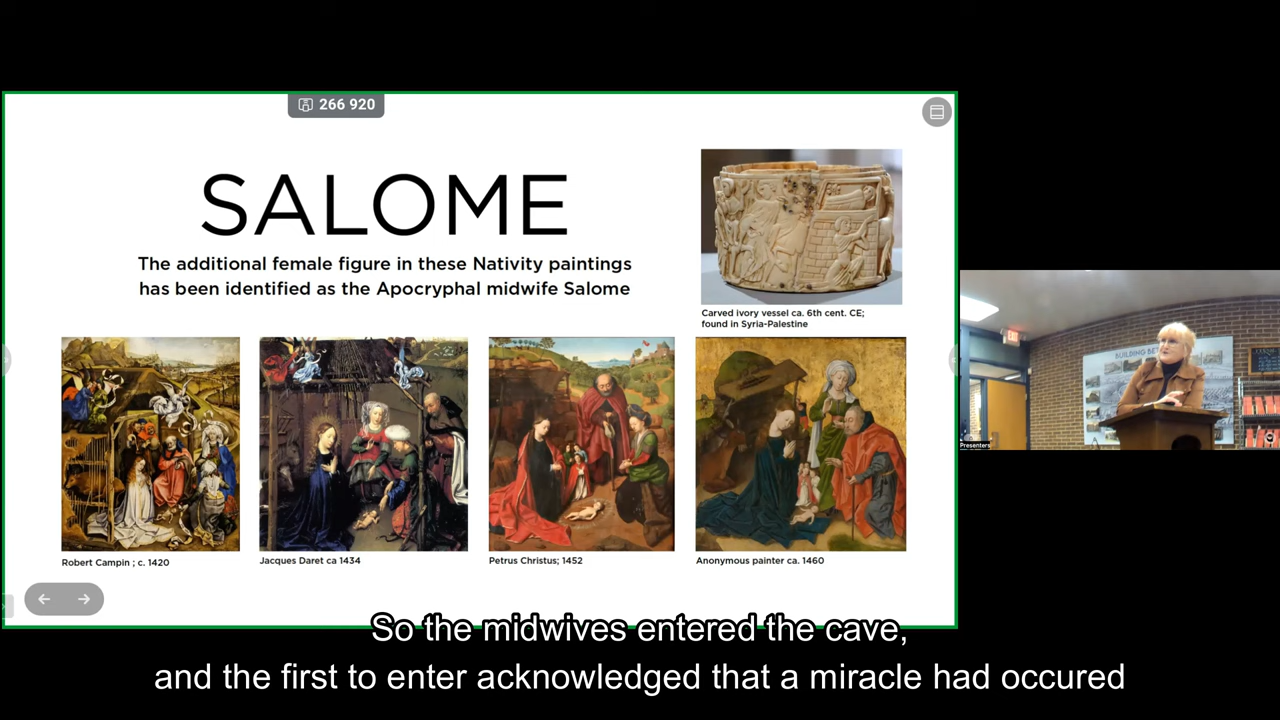 266 920
SALOME
The additional female figure in these Nativity paintings
has been identified as the Apocryphal midwife Salome
Carved ivory vessel ca. 6th cent. CE;
found in Syria-Palestine
Robert Campin ; c. 1420
Jacques Daret ca 1434
Petrus Christus; 1452
Anonymous painter ca. 1460
EXIT
BUILDING
Presenters
So the midwives entered the cave,
and the first to enter acknowledged that a miracle had occured